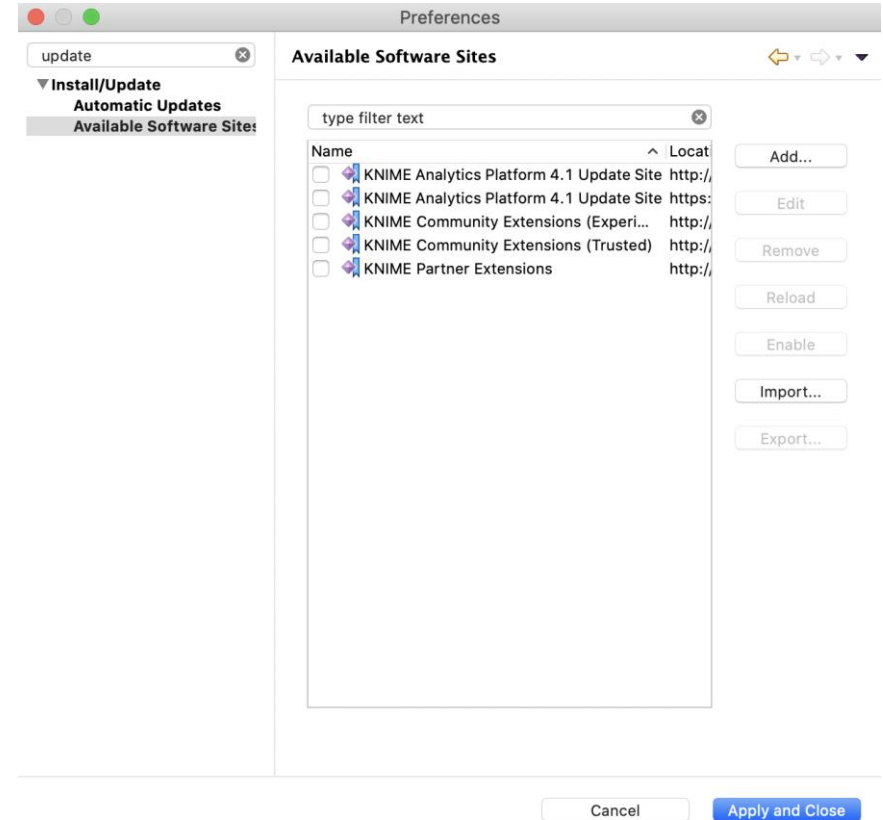 Preferences
update
Install/Update
Automatic Updates
Available Software Sites
Available Software Sites
type filter text
Name Locati
KNIME Analytics Platform 4.1 Update Site http:/
KNIME Analytics Platform 4.1 Update Site https:
KNIME Community Extensions (Experi... http:/
KNIME Community Extensions (Trusted) http:/
KNIME Partner Extensions http:/
Add...
Edit
Remove
Reload
Enable
Import...
Export...
Cancel
Apply and Close